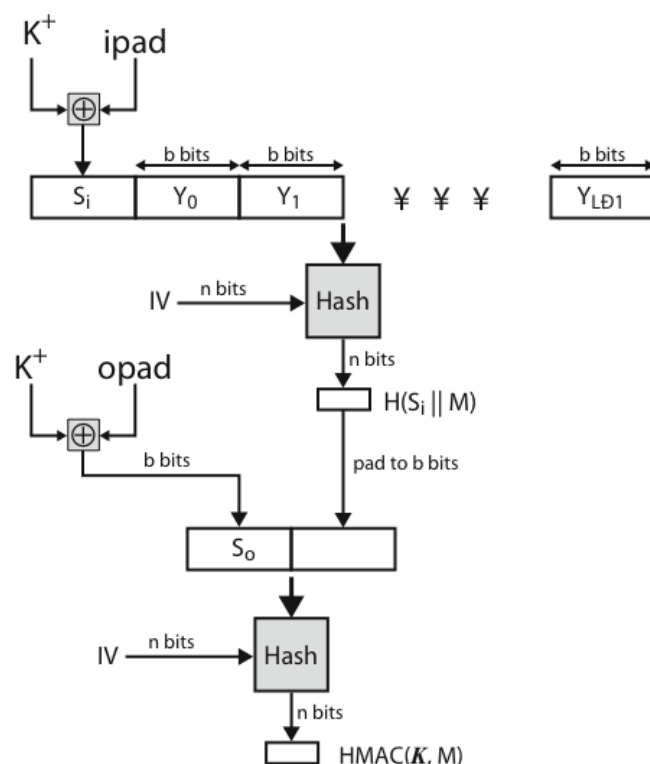 K⁺ ipad
⊕
b bits b bits b bits
Sᵢ Y₀ Y₁ ¥ ¥ ¥ Y_LÐ1
IV n bits Hash
n bits
K⁺ opad
H(Sᵢ || M)
⊕
b bits pad to b bits
Sₒ
IV n bits Hash
n bits
HMAC(K, M)